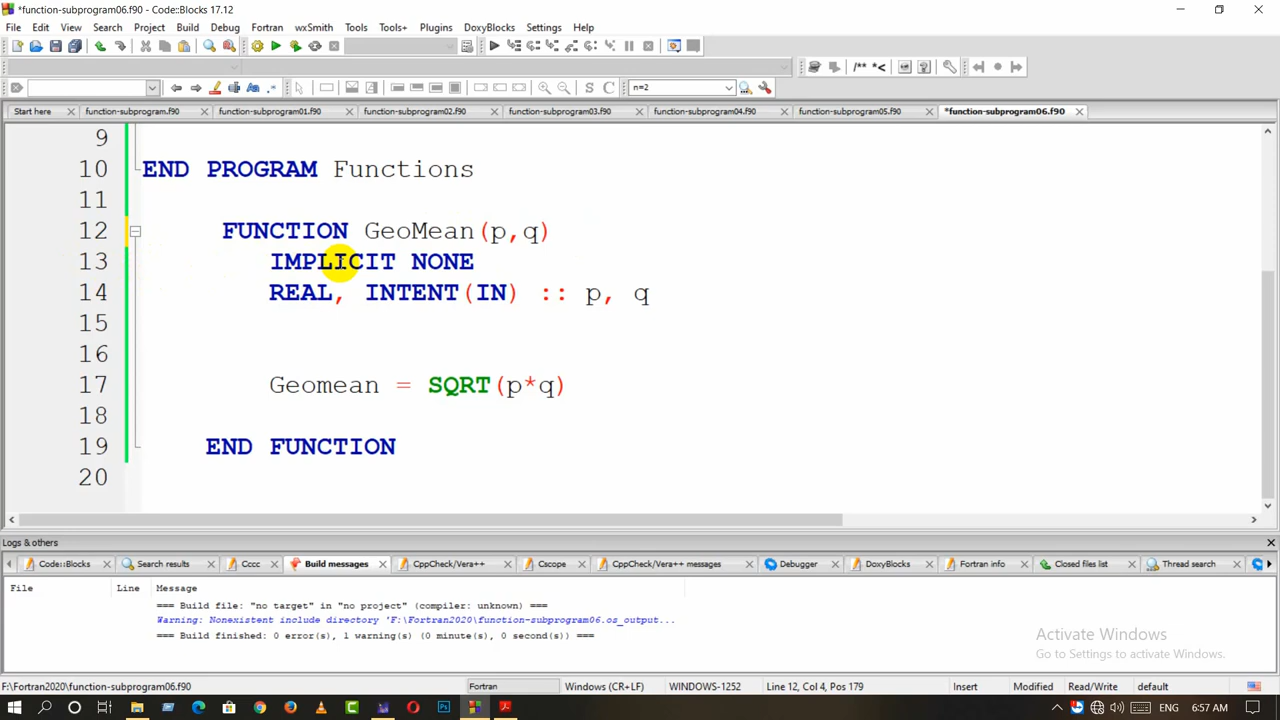 *function-subprogram06.f90 - Code::Blocks 17.12
File Edit View Search Project Build Debug Fortran wxSmith Tools Tools+ Plugins DoxyBlocks Settings Help
/** *< 
S C n=2
Start here function-subprogram.f90 function-subprogram01.f90 function-subprogram02.f90 function-subprogram03.f90 function-subprogram04.f90 function-subprogram05.f90 *function-subprogram06.f90
9
10 END PROGRAM Functions
11
12 FUNCTION GeoMean(p,q)
13 IMPLICIT NONE
14 REAL, INTENT(IN) :: p, q
15
16
17 Geomean = SQRT(p*q)
18
19 END FUNCTION
20
Logs & others
Code::Blocks Search results Cccc Build messages CppCheck/Vera++ Cscope CppCheck/Vera++ messages Debugger DoxyBlocks Fortran info Closed files list Thread search
File Line Message
=== Build file: "no target" in "no project" (compiler: unknown) ===
Warning: Nonexistent include directory 'F:\Fortran2020\function-subprogram06.os_output...
=== Build finished: 0 error(s), 1 warning(s) (0 minute(s), 0 second(s)) ===
Activate Windows
Go to Settings to activate Windows.
F:\Fortran2020\function-subprogram06.f90 Fortran Windows (CR+LF) WINDOWS-1252 Line 12, Col 4, Pos 179 Insert Modified Read/Write default
ENG 6:57 AM